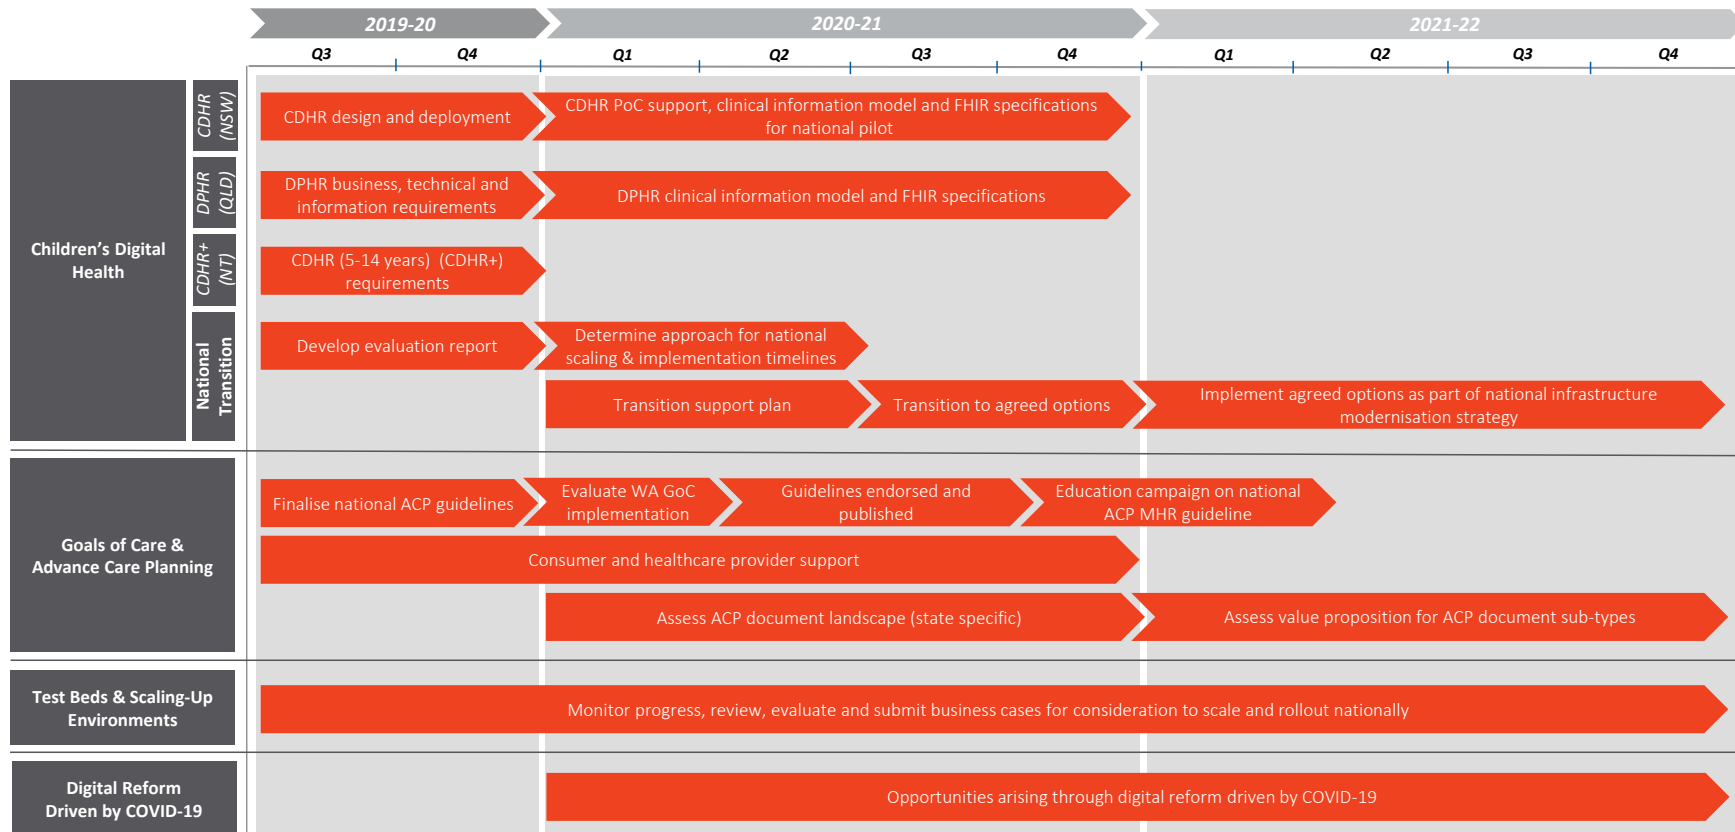 2019-20
2020-21
2021-22
Q3
Q4
Q1
Q2
Q3
Q4
Q1
Q2
Q3
Q4
Children's Digital
Health
CDHR
(NSW)
CDHR design and deployment
CDHR PoC support, clinical information model and FHIR specifications
for national pilot
DPHR
(QLD)
DPHR business, technical and
information requirements
DPHR clinical information model and FHIR specifications
CDHR+
(NT)
CDHR (5-14 years) (CDHR+)
requirements
National
Transition
Develop evaluation report
Determine approach for national
scaling & implementation timelines
Transition support plan
Transition to agreed options
Implement agreed options as part of national infrastructure
modernisation strategy
Goals of Care &
Advance Care Planning
Finalise national ACP guidelines
Evaluate WA GoC
implementation
Guidelines endorsed and
published
Education campaign on national
ACP MHR guideline
Consumer and healthcare provider support
Assess ACP document landscape (state specific)
Assess value proposition for ACP document sub-types
Test Beds & Scaling-Up
Environments
Monitor progress, review, evaluate and submit business cases for consideration to scale and rollout nationally
Digital Reform
Driven by COVID-19
Opportunities arising through digital reform driven by COVID-19